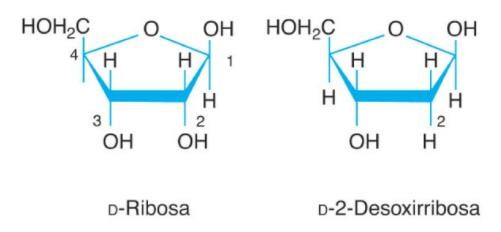 HOH₂C O OH HOH₂C O OH
4 H H 1 H H
H H H
3 2 2
OH OH OH H
D-Ribosa D-2-Desoxirribosa